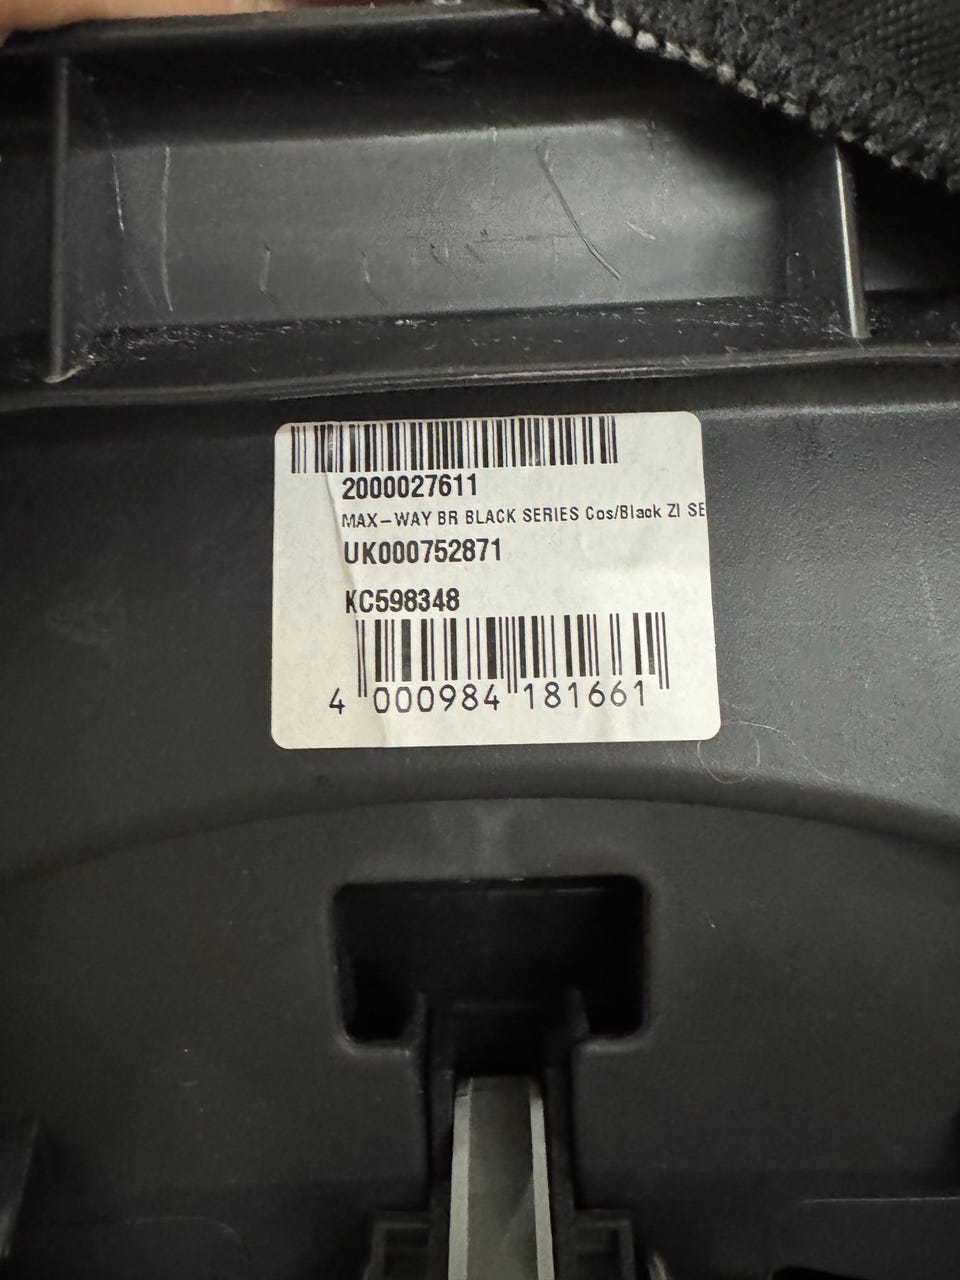 2000027611
MAX-WAY BR BLACK SERIES Cos/Black ZI SE
UK000752871
KC598348
4 000984 181661